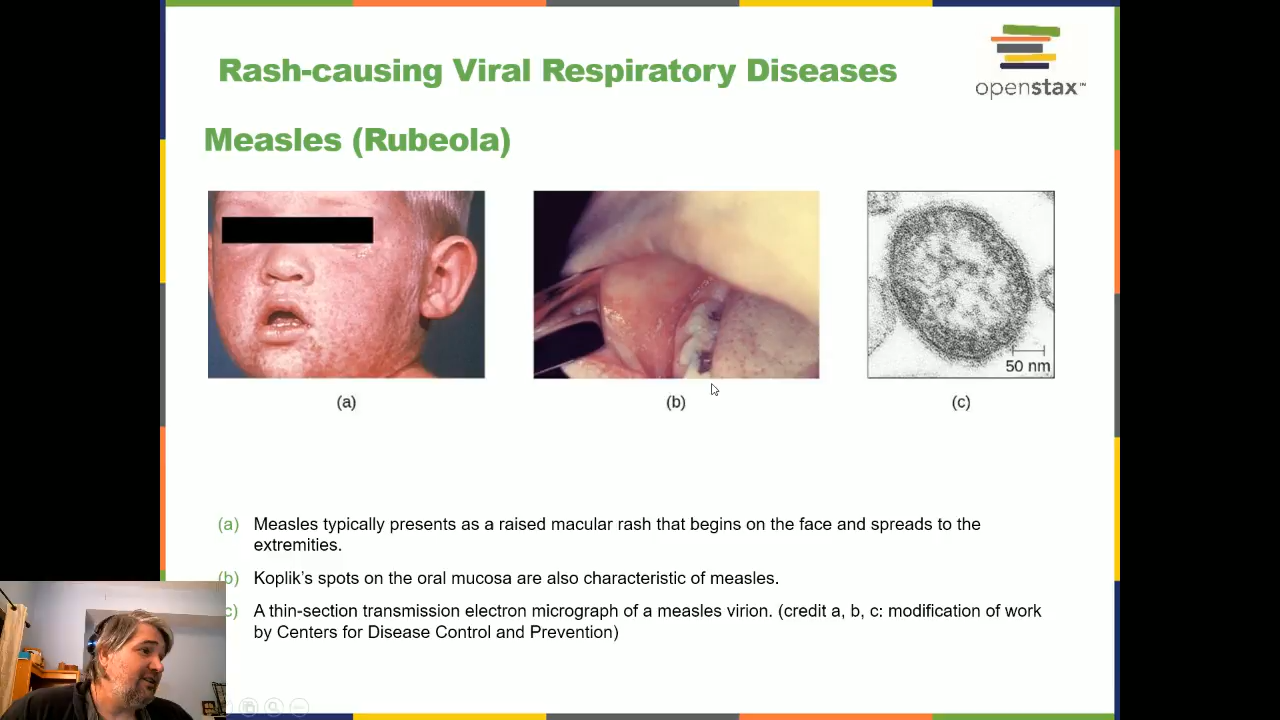 Rash-causing Viral Respiratory Diseases
openstax™
Measles (Rubeola)
50 nm
(a)
(b)
(c)
(a) Measles typically presents as a raised macular rash that begins on the face and spreads to the
extremities.
(b) Koplik’s spots on the oral mucosa are also characteristic of measles.
c) A thin-section transmission electron micrograph of a measles virion. (credit a, b, c: modification of work
by Centers for Disease Control and Prevention)